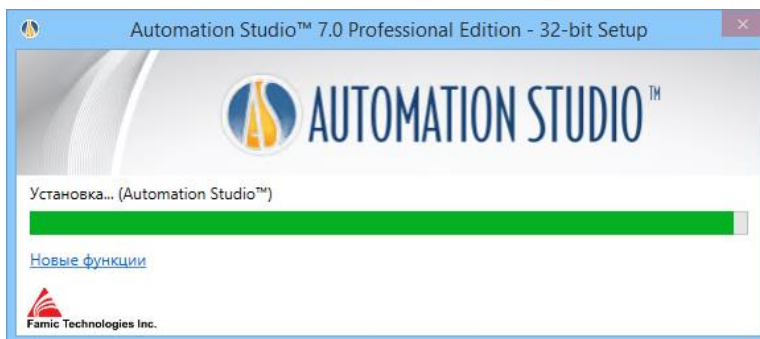 Automation Studio™ 7.0 Professional Edition - 32-bit Setup
AUTOMATION STUDIO™
Установка... (Automation Studio™)
Новые функции
Famic Technologies Inc.